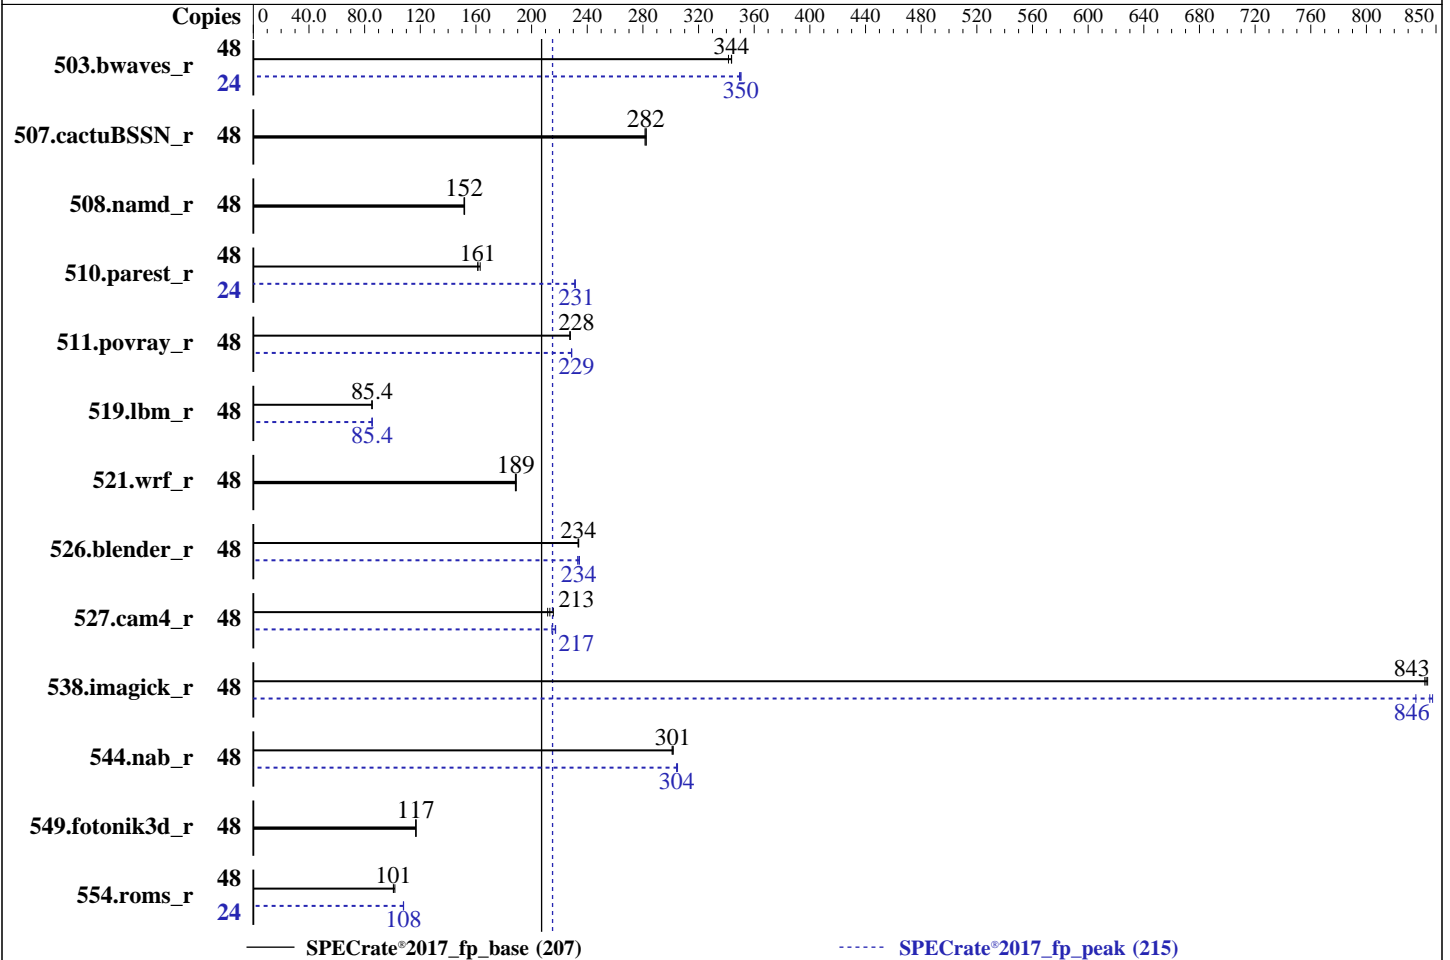 Copies 0 40.0 80.0 120 160 200 240 280 320 360 400 440 480 520 560 600 640 680 720 760 800 850
503.bwaves_r 48 344
24 350
507.cactuBSSN_r 48 282
508.namd_r 48 152
510.parest_r 48 161
24 231
511.povray_r 48 228
229
519.lbm_r 48 85.4
85.4
521.wrf_r 48 189
526.blender_r 48 234
234
527.cam4_r 48 213
217
538.imagick_r 48 843
846
544.nab_r 48 301
304
549.fotonik3d_r 48 117
554.roms_r 48 101
24 108
SPECrate®2017_fp_base (207) SPECrate®2017_fp_peak (215)